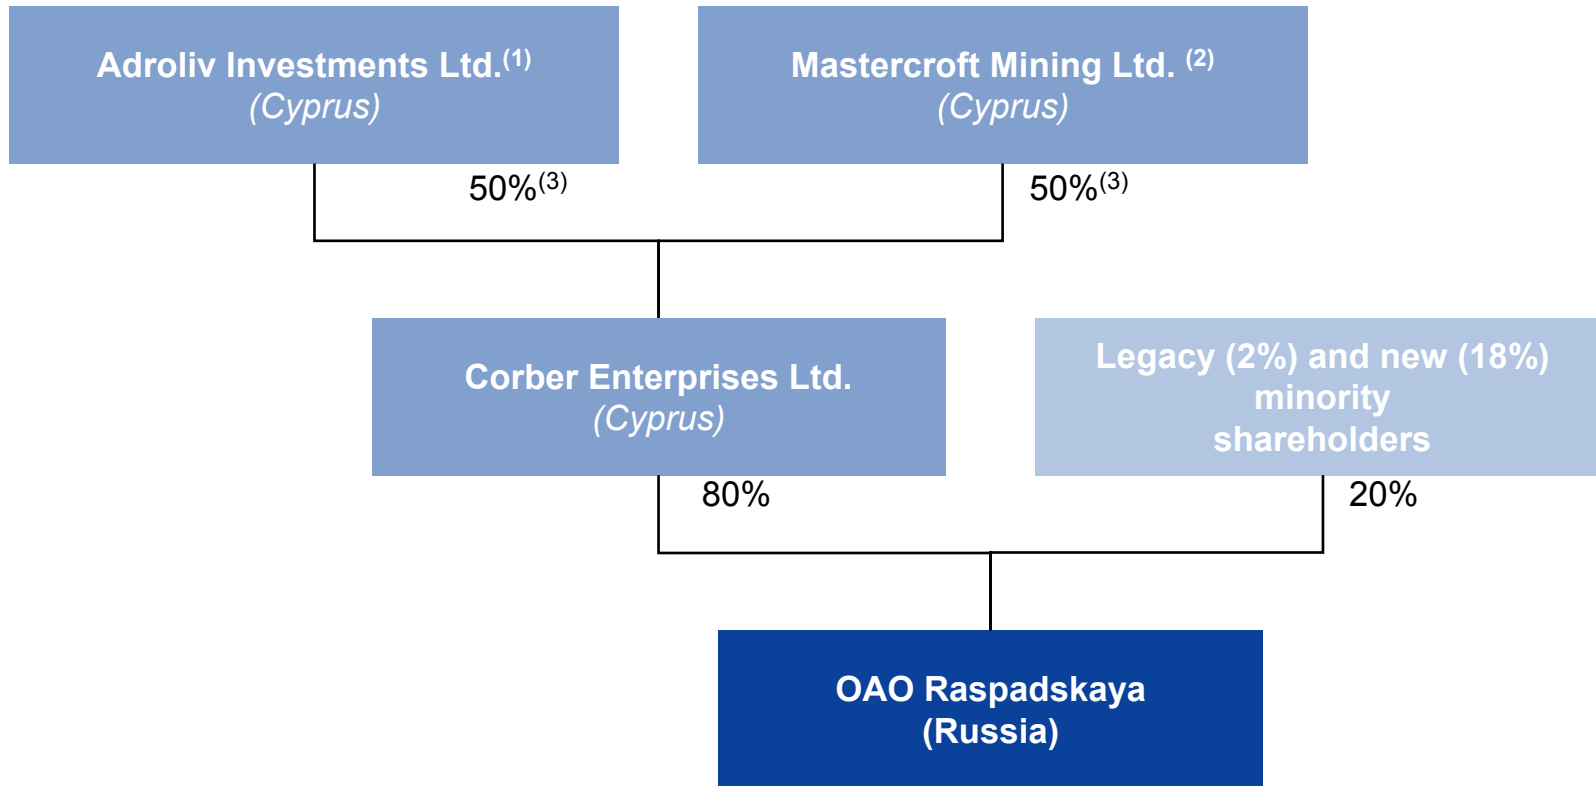 Adroliv Investments Ltd.(1)
(Cyprus)
Mastercroft Mining Ltd. (2)
(Cyprus)
50%(3)
50%(3)
Corber Enterprises Ltd.
(Cyprus)
Legacy (2%) and new (18%)
minority
shareholders
80%
20%
OAO Raspadskaya
(Russia)